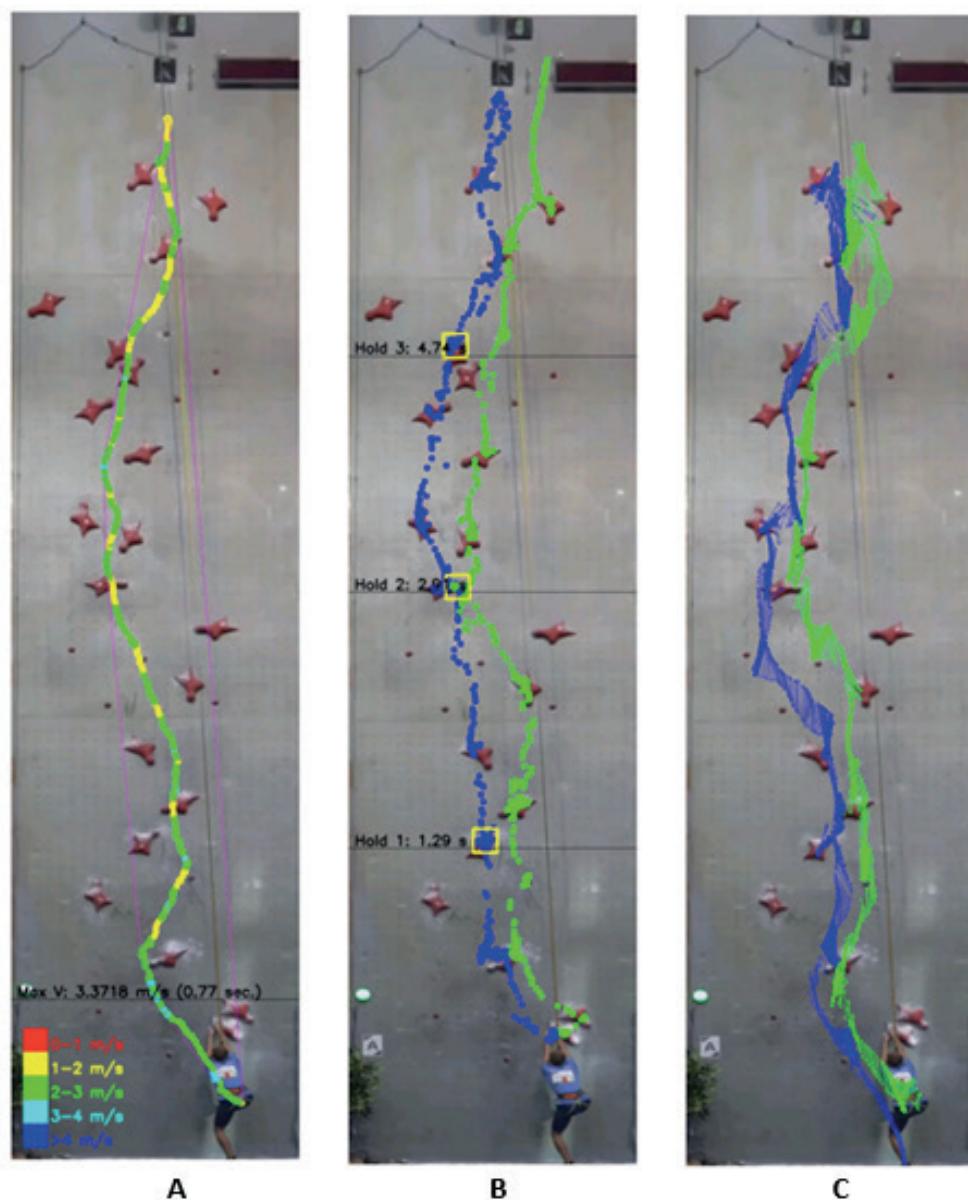 Hold 3: 4.74 s
Hold 2: 2.91 s
Hold 1: 1.29 s
Max V: 3.3718 m/s (0.77 sec.)
0-1 m/s
1-2 m/s
2-3 m/s
3-4 m/s
>4 m/s
A
A
A B C